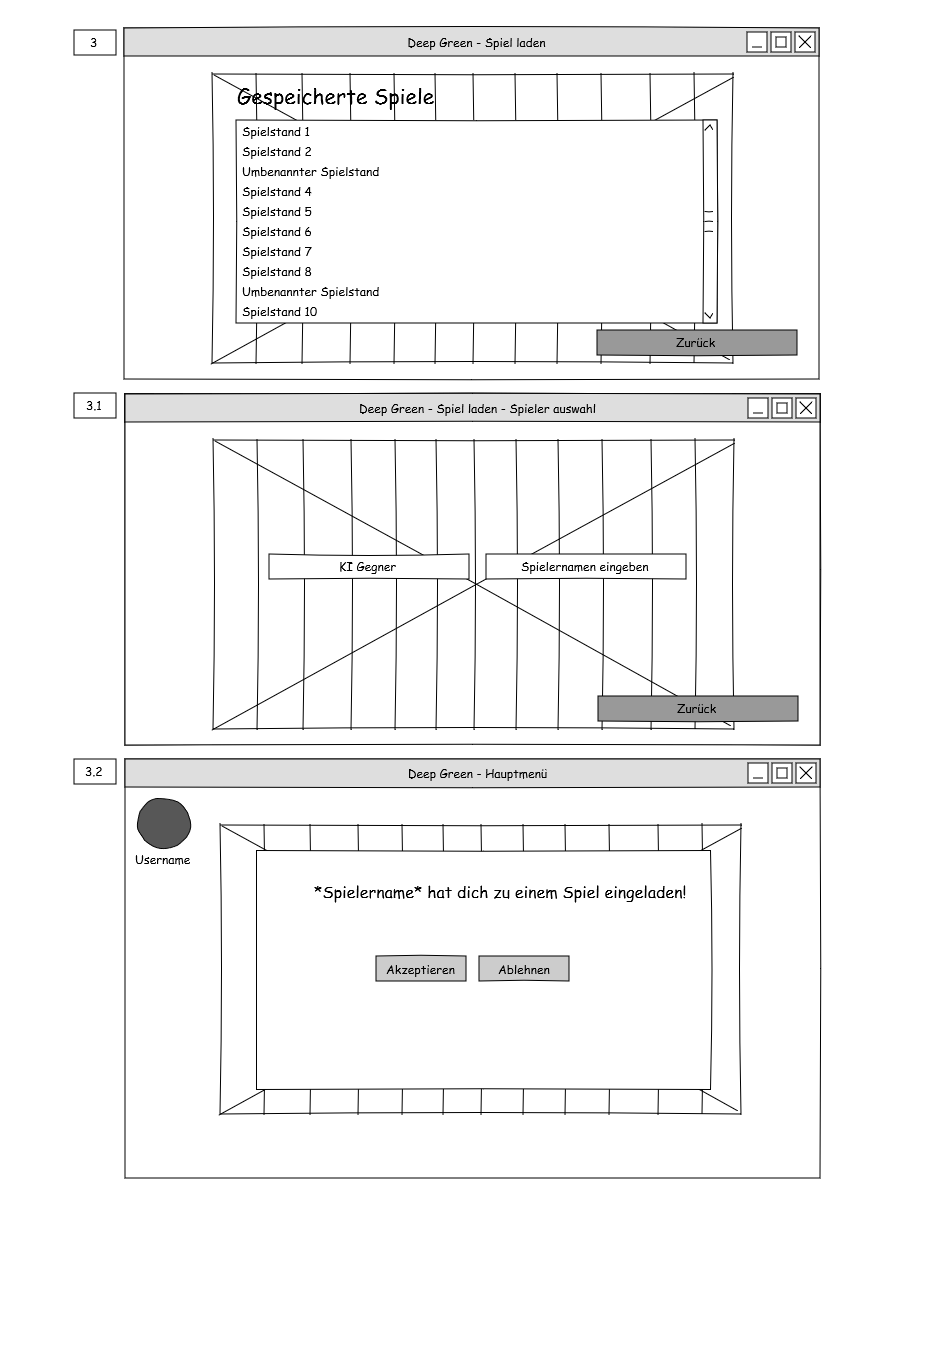 3
Deep Green - Spiel laden
Gespeicherte Spiele
Spielstand 1
Spielstand 2
Umbenannter Spielstand
Spielstand 4
Spielstand 5
Spielstand 6
Spielstand 7
Spielstand 8
Umbenannter Spielstand
Spielstand 10
Zurück
3.1
Deep Green - Spiel laden - Spieler auswahl
KI Gegner
Spielernamen eingeben
Zurück
3.2
Deep Green - Hauptmenü
Username
*Spielername* hat dich zu einem Spiel eingeladen!
Akzeptieren
Ablehnen